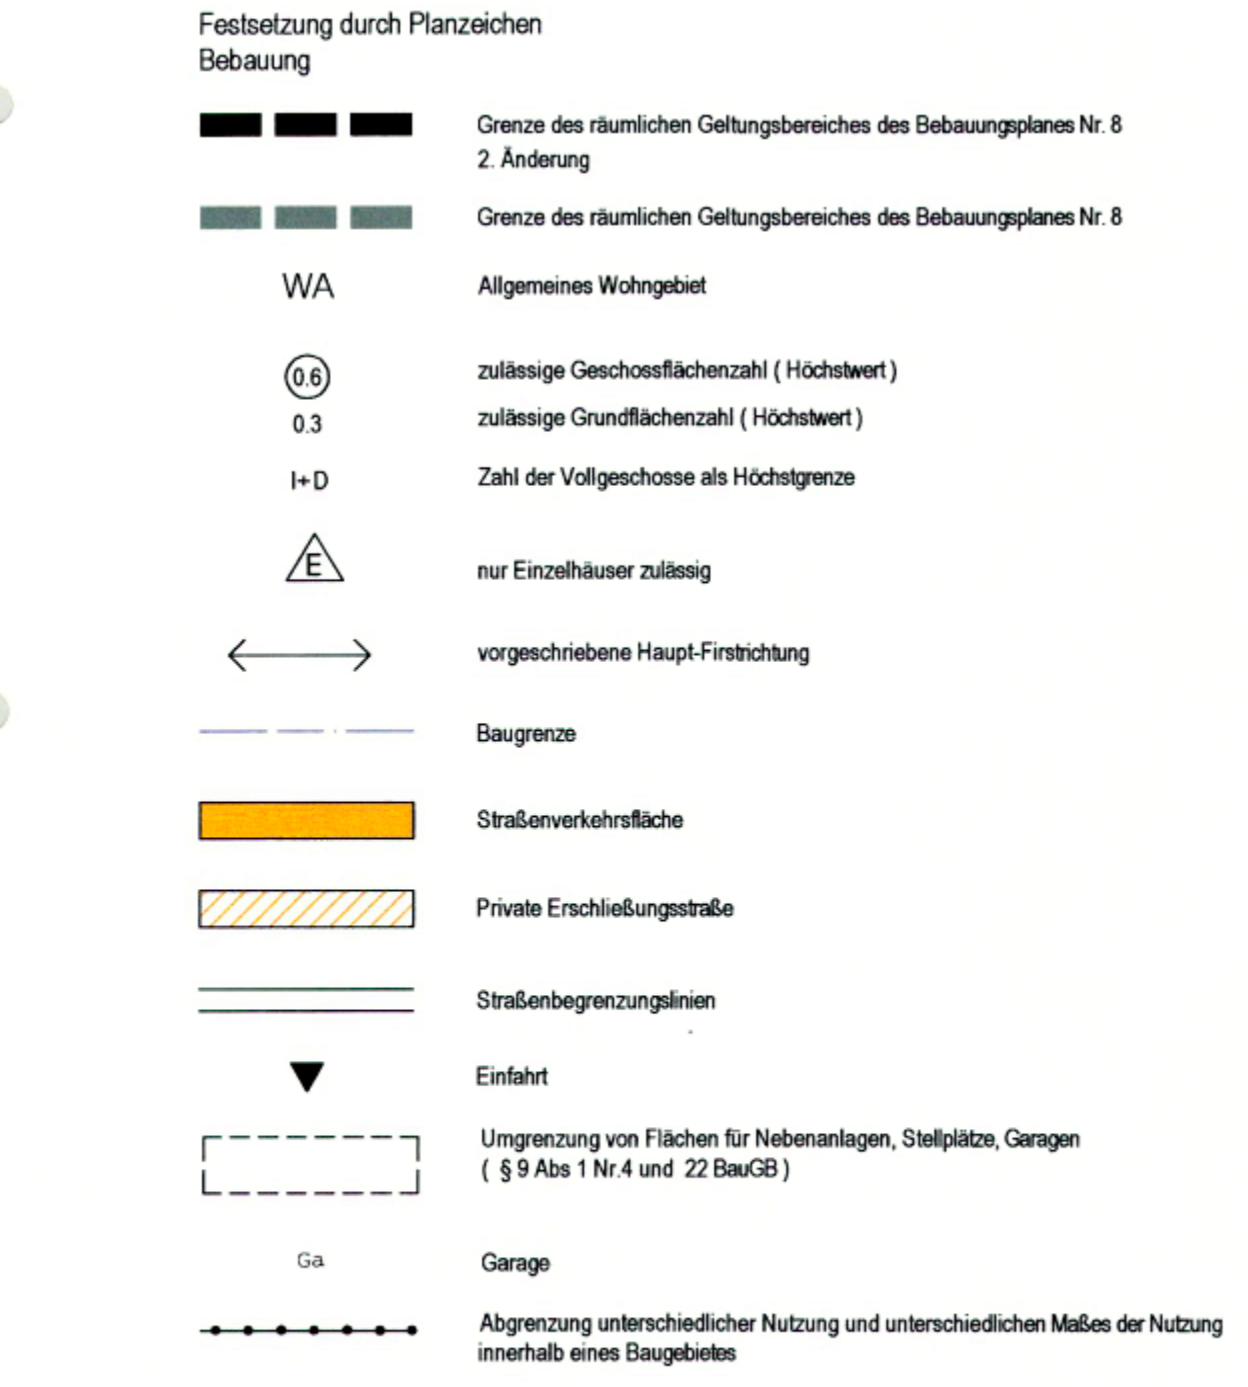 Festsetzung durch Planzeichen
Bebauung
Grenze des räumlichen Geltungsbereiches des Bebauungsplanes Nr. 8
2. Änderung
Grenze des räumlichen Geltungsbereiches des Bebauungsplanes Nr. 8
WA Allgemeines Wohngebiet
0.6 zulässige Geschossflächenzahl ( Höchstwert )
0.3 zulässige Grundflächenzahl ( Höchstwert )
I+D Zahl der Vollgeschosse als Höchstgrenze
E nur Einzelhäuser zulässig
vorgeschriebene Haupt-Firstrichtung
Baugrenze
Straßenverkehrsfläche
Private Erschließungsstraße
Straßenbegrenzungslinien
Einfahrt
Umgrenzung von Flächen für Nebenanlagen, Stellplätze, Garagen
( § 9 Abs 1 Nr.4 und 22 BauGB )
Ga Garage
Abgrenzung unterschiedlicher Nutzung und unterschiedlichen Maßes der Nutzung
innerhalb eines Baugebietes